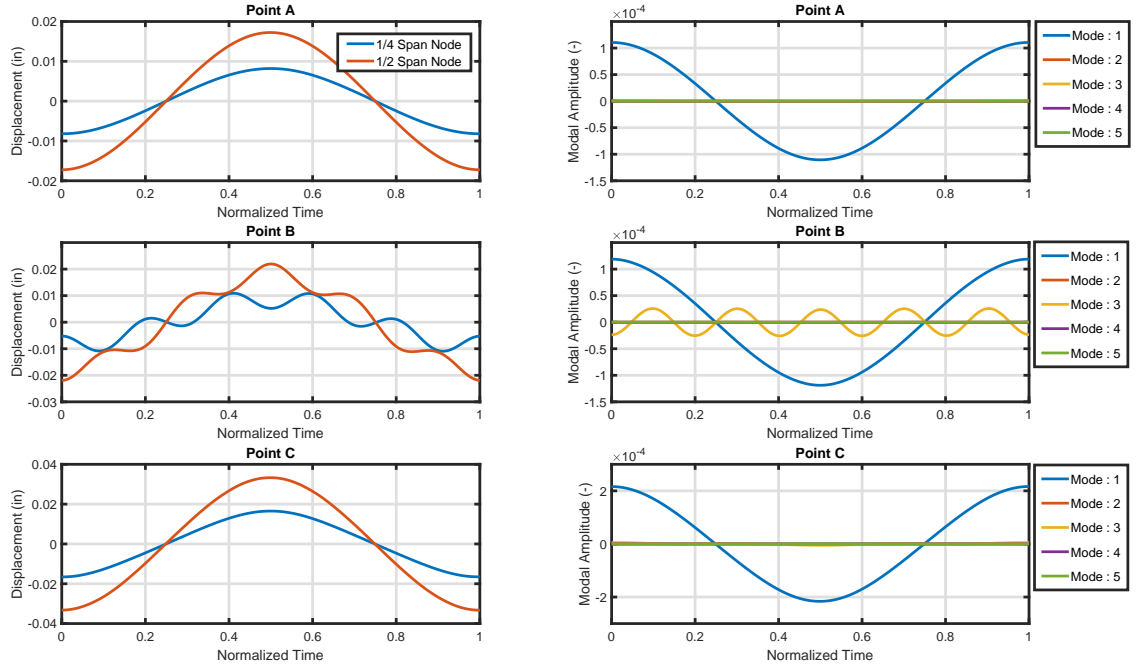 Point A
Displacement (in)
0.02
0.01
0
-0.01
-0.02
1/4 Span Node
1/2 Span Node
0 0.2 0.4 0.6 0.8 1
Normalized Time
Point A
×10⁻⁴
Modal Amplitude (-)
1
0.5
0
-0.5
-1
-1.5
0 0.2 0.4 0.6 0.8 1
Normalized Time
Mode : 1
Mode : 2
Mode : 3
Mode : 4
Mode : 5
Point B
Displacement (in)
0.02
0.01
0
-0.01
-0.02
-0.03
0 0.2 0.4 0.6 0.8 1
Normalized Time
Point B
×10⁻⁴
Modal Amplitude (-)
1
0.5
0
-0.5
-1
-1.5
0 0.2 0.4 0.6 0.8 1
Normalized Time
Mode : 1
Mode : 2
Mode : 3
Mode : 4
Mode : 5
Point C
Displacement (in)
0.04
0.02
0
-0.02
-0.04
0 0.2 0.4 0.6 0.8 1
Normalized Time
Point C
×10⁻⁴
Modal Amplitude (-)
2
0
-2
0 0.2 0.4 0.6 0.8 1
Normalized Time
Mode : 1
Mode : 2
Mode : 3
Mode : 4
Mode : 5